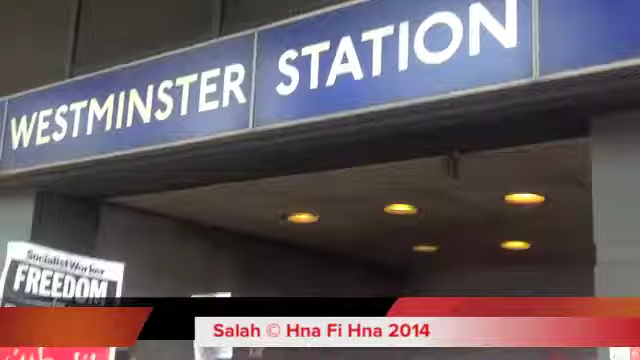 WESTMINSTER STATION
Socialist Worker
FREEDOM
Salah © Hna Fi Hna 2014